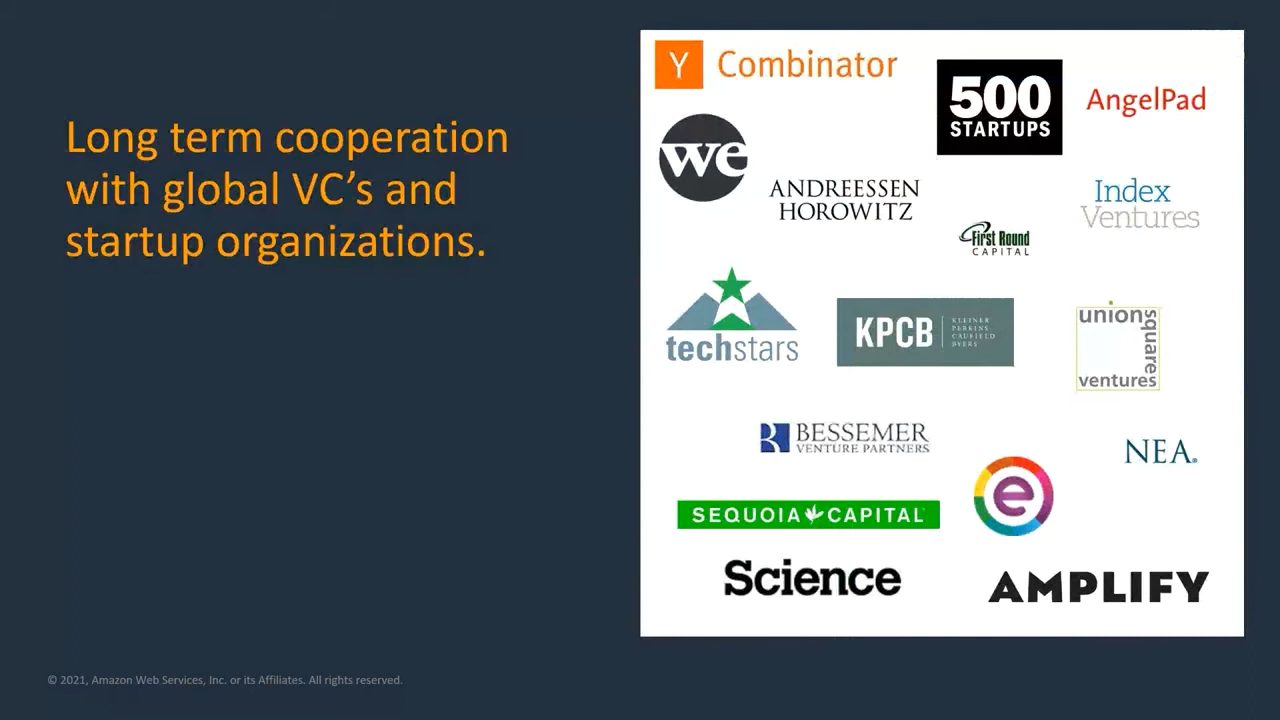 Long term cooperation
with global VC’s and
startup organizations.
Y Combinator
500
STARTUPS
AngelPad
we
ANDREESSEN
HOROWITZ
Index
Ventures
First Round
CAPITAL
techstars
KPCB
KLEINER
PERKINS
CAUFIELD
BYERS
union
square
ventures
BESSEMER
VENTURE PARTNERS
NEA®
e
SEQUOIA CAPITAL
Science
AMPLIFY
© 2021, Amazon Web Services, Inc. or its Affiliates. All rights reserved.